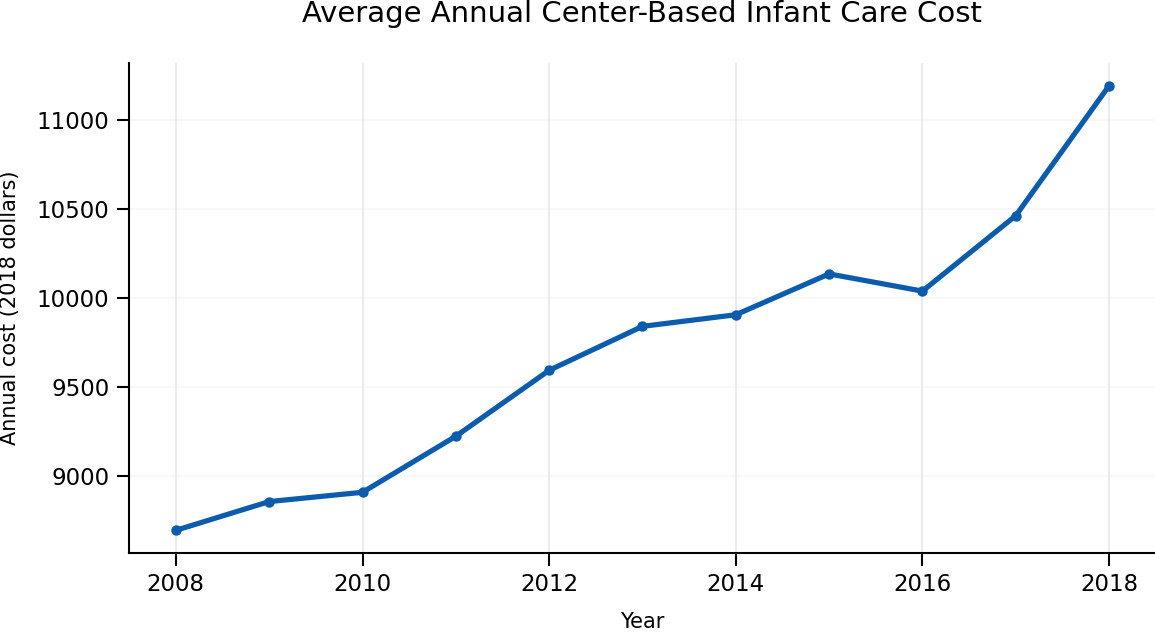 Average Annual Center-Based Infant Care Cost
Annual cost (2018 dollars)
11000
10500
10000
9500
9000
2008 2010 2012 2014 2016 2018
Year